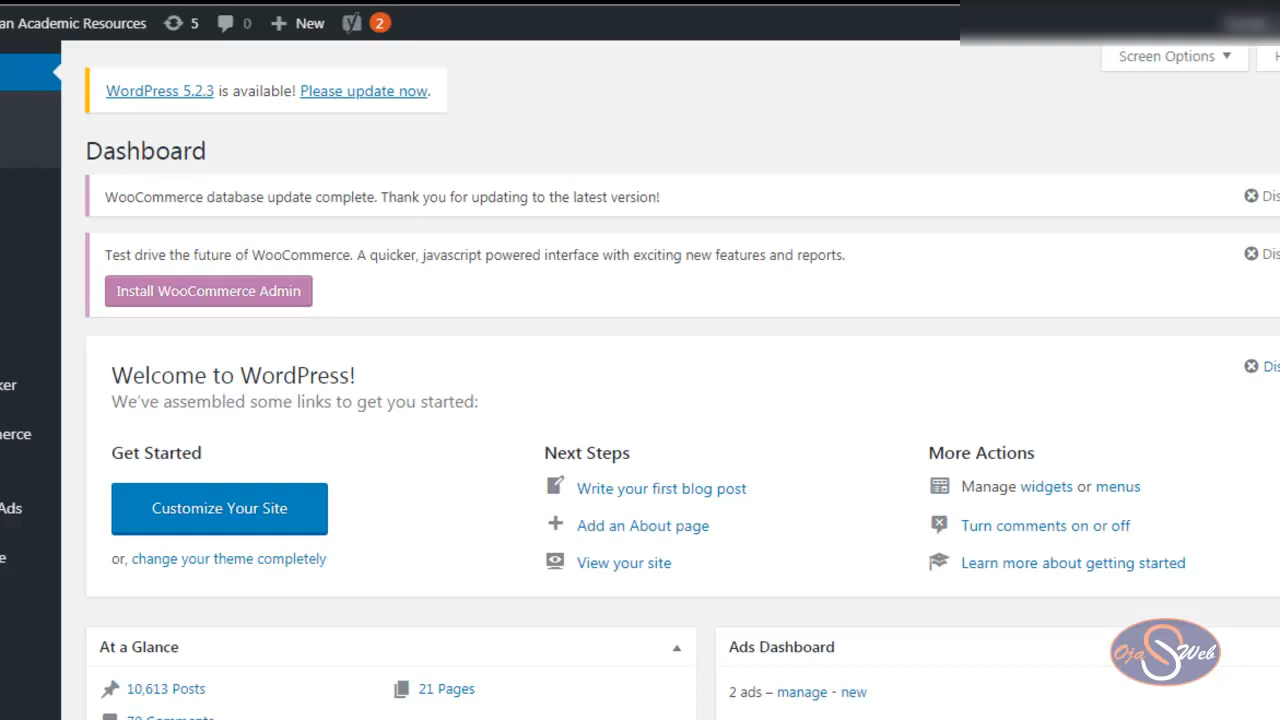 an Academic Resources 5 0 New 2
Screen Options
WordPress 5.2.3 is available! Please update now.
Dashboard
WooCommerce database update complete. Thank you for updating to the latest version!
Dis
Test drive the future of WooCommerce. A quicker, javascript powered interface with exciting new features and reports.
Dis
Install WooCommerce Admin
Welcome to WordPress!
Dis
We've assembled some links to get you started:
ker
merce
Ads
e
Get Started
Customize Your Site
or, change your theme completely
Next Steps
Write your first blog post
Add an About page
View your site
More Actions
Manage widgets or menus
Turn comments on or off
Learn more about getting started
At a Glance
10,613 Posts
21 Pages
Ads Dashboard
2 ads – manage - new
Oja Web